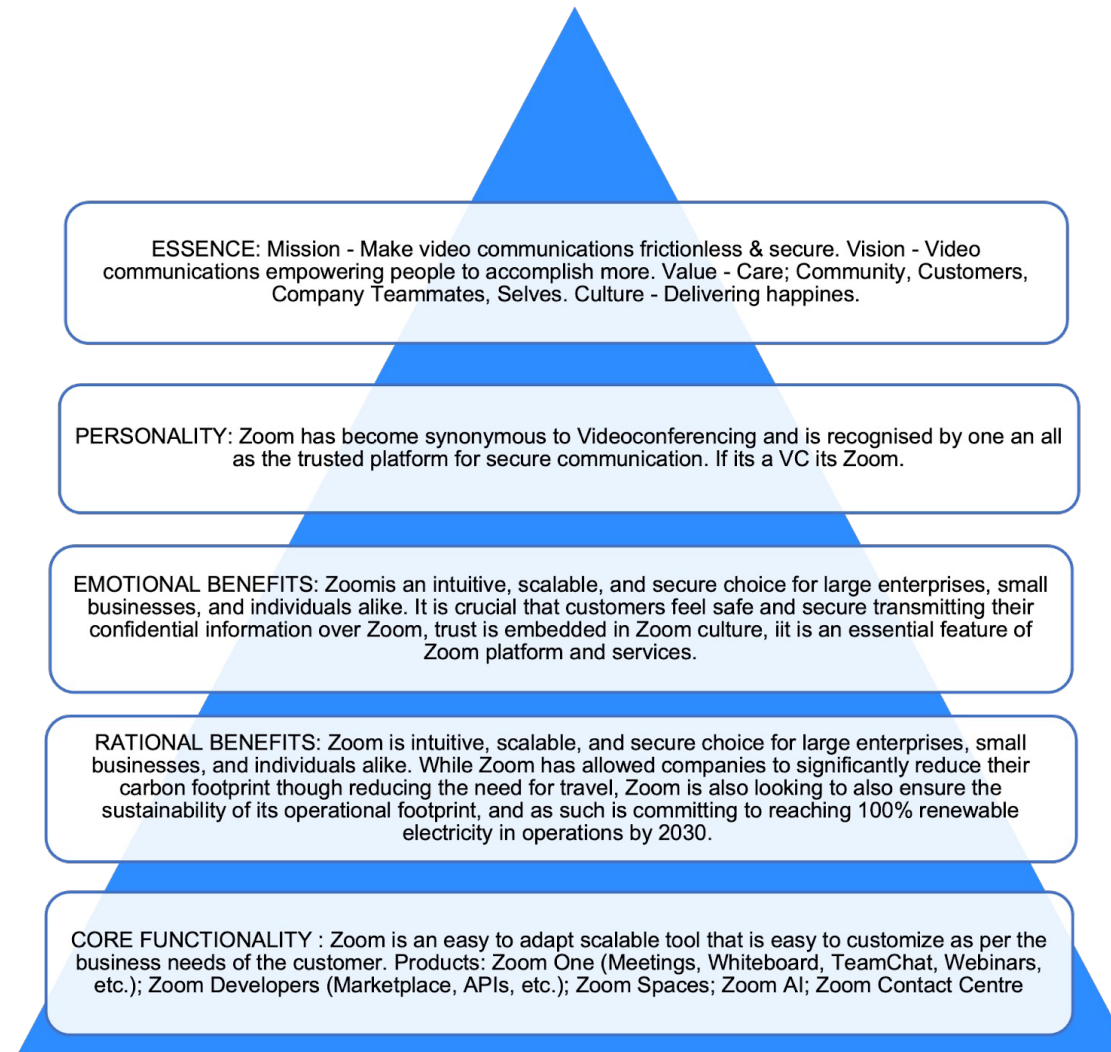 ESSENCE: Mission - Make video communications frictionless & secure. Vision - Video
communications empowering people to accomplish more. Value - Care; Community, Customers,
Company Teammates, Selves. Culture - Delivering happines.
PERSONALITY: Zoom has become synonymous to Videoconferencing and is recognised by one an all
as the trusted platform for secure communication. If its a VC its Zoom.
EMOTIONAL BENEFITS: Zoomis an intuitive, scalable, and secure choice for large enterprises, small
businesses, and individuals alike. It is crucial that customers feel safe and secure transmitting their
confidential information over Zoom, trust is embedded in Zoom culture, iit is an essential feature of
Zoom platform and services.
RATIONAL BENEFITS: Zoom is intuitive, scalable, and secure choice for large enterprises, small
businesses, and individuals alike. While Zoom has allowed companies to significantly reduce their
carbon footprint though reducing the need for travel, Zoom is also looking to also ensure the
sustainability of its operational footprint, and as such is committing to reaching 100% renewable
electricity in operations by 2030.
CORE FUNCTIONALITY : Zoom is an easy to adapt scalable tool that is easy to customize as per the
business needs of the customer. Products: Zoom One (Meetings, Whiteboard, TeamChat, Webinars,
etc.); Zoom Developers (Marketplace, APIs, etc.); Zoom Spaces; Zoom AI; Zoom Contact Centre